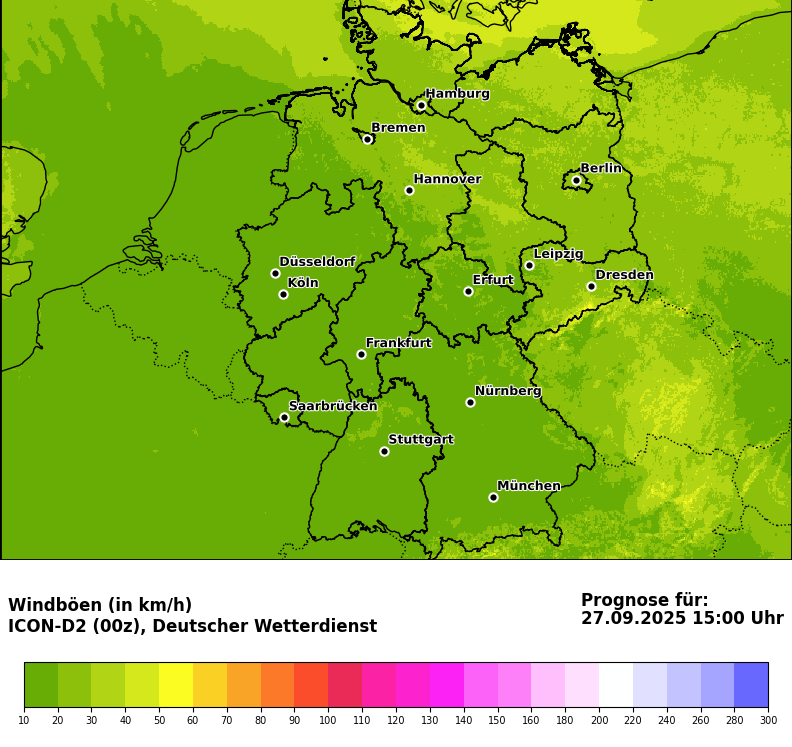 Hamburg
Bremen
Berlin
Hannover
Leipzig
Düsseldorf
Dresden
Köln
Erfurt
Frankfurt
Nürnberg
Saarbrücken
Stuttgart
München
Windböen (in km/h)
ICON-D2 (00z), Deutscher Wetterdienst
Prognose für:
27.09.2025 15:00 Uhr
10 20 30 40 50 60 70 80 90 100 110 120 130 140 150 160 180 200 220 240 260 280 300